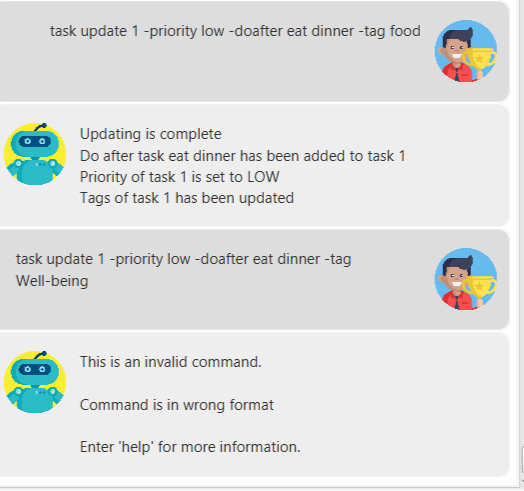 task update 1 -priority low -doafter eat dinner -tag food
Updating is complete
Do after task eat dinner has been added to task 1
Priority of task 1 is set to LOW
Tags of task 1 has been updated
task update 1 -priority low -doafter eat dinner -tag
Well-being
This is an invalid command.
Command is in wrong format
Enter 'help' for more information.